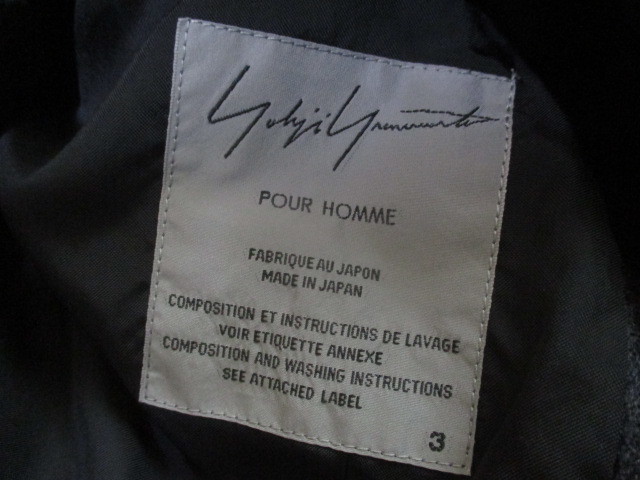 Yohji Yamamoto
POUR HOMME
FABRIQUE AU JAPON
MADE IN JAPAN
COMPOSITION ET INSTRUCTIONS DE LAVAGE
VOIR ETIQUETTE ANNEXE
COMPOSITION AND WASHING INSTRUCTIONS
SEE ATTACHED LABEL
3